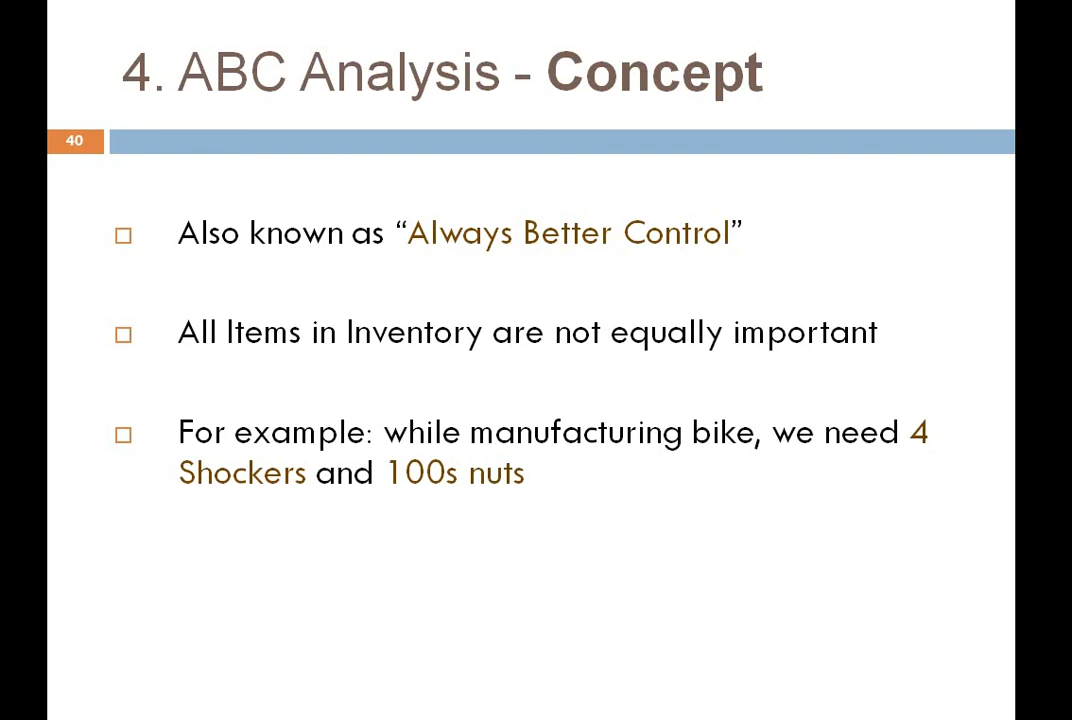 4. ABC Analysis - Concept
40
Also known as “Always Better Control”
All Items in Inventory are not equally important
For example: while manufacturing bike, we need 4
Shockers and 100s nuts